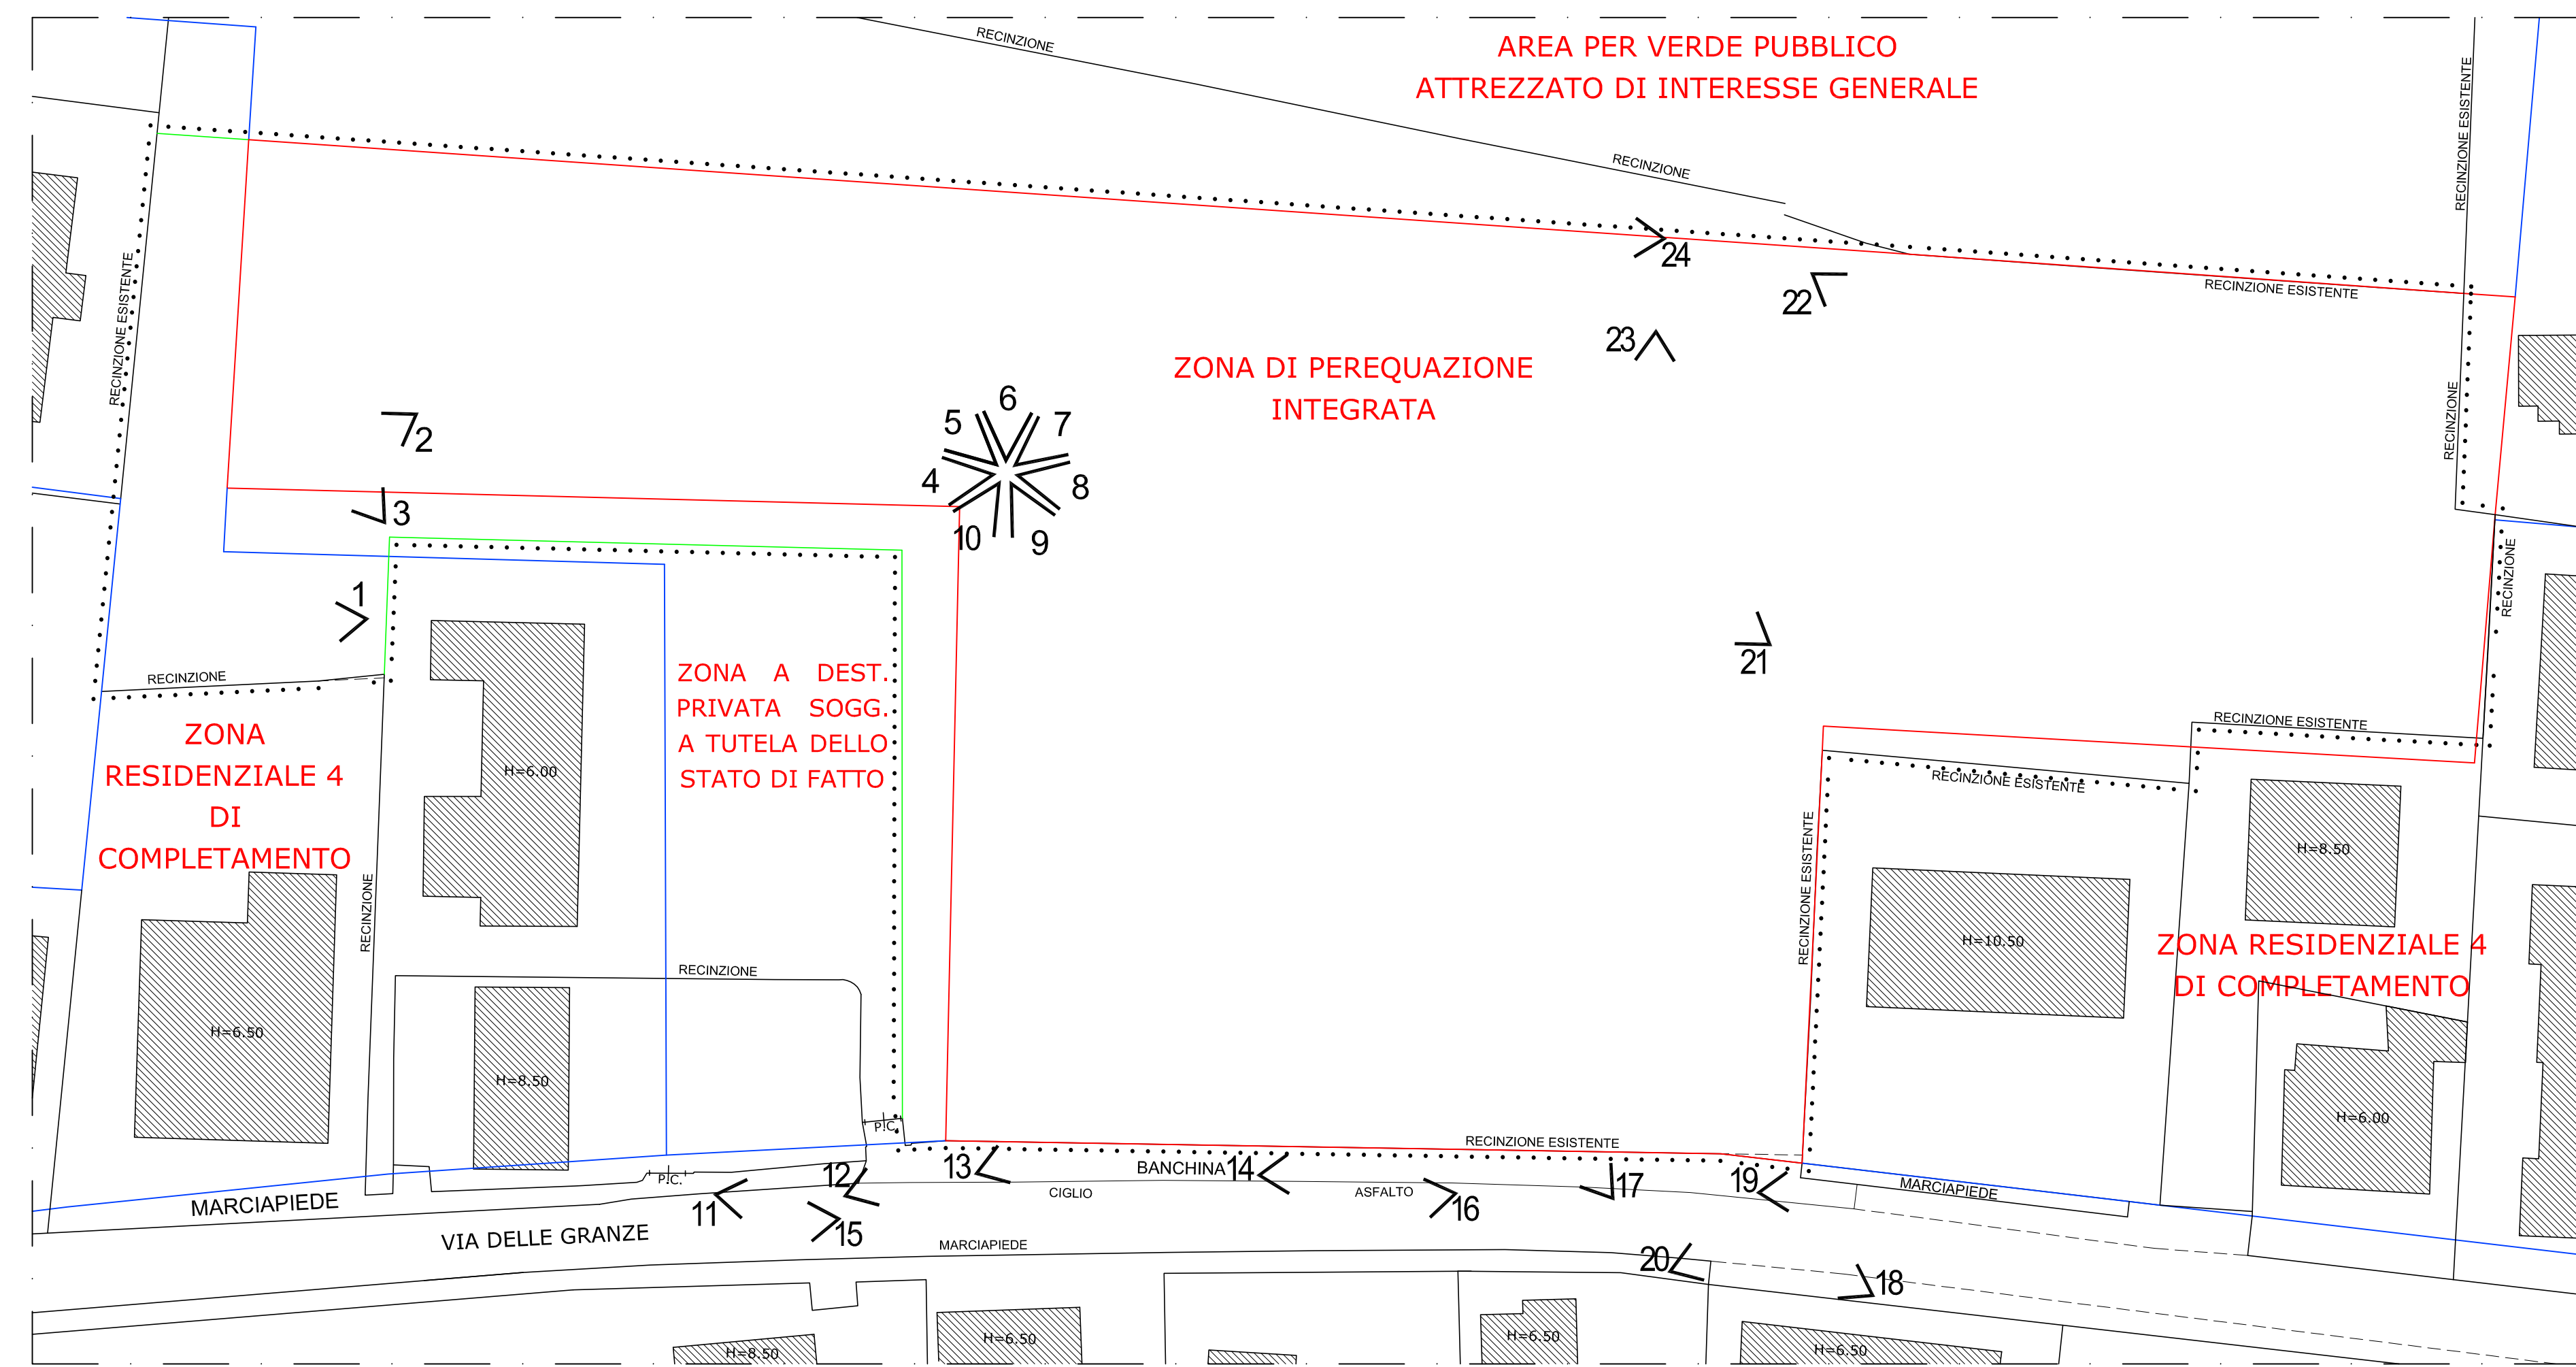 RECINZIONE
AREA PER VERDE PUBBLICO
ATTREZZATO DI INTERESSE GENERALE
RECINZIONE ESISTENTE
RECINZIONE
24
22
RECINZIONE ESISTENTE
RECINZIONE ESISTENTE
23
ZONA DI PEREQUAZIONE
INTEGRATA
2
3
1
4
5
6
7
8
9
10
RECINZIONE
RECINZIONE
21
RECINZIONE
ZONA
RESIDENZIALE 4
DI
COMPLETAMENTO
H=6.00
ZONA A DEST.
PRIVATA SOGG.
A TUTELA DELLO
STATO DI FATTO
RECINZIONE ESISTENTE
RECINZIONE ESISTENTE
RECINZIONE ESISTENTE
H=8.50
H=10.50
ZONA RESIDENZIALE 4
DI COMPLETAMENTO
RECINZIONE
RECINZIONE
H=6.50
H=8.50
H=6.00
P.C.
P.C.
RECINZIONE ESISTENTE
BANCHINA
11
12
13
14
15
16
17
19
MARCIAPIEDE
MARCIAPIEDE
CIGLIO
ASFALTO
VIA DELLE GRANZE
MARCIAPIEDE
20
18
H=8.50
H=6.50
H=6.50
H=6.50